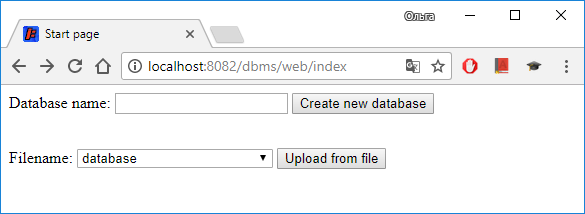 Ольга
Start page
localhost:8082/dbms/web/index
Database name: Create new database
Filename: database Upload from file